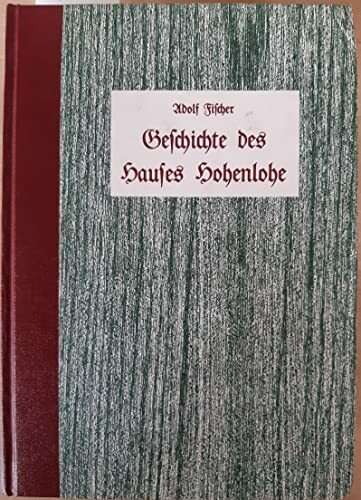 Adolf Fischer
Geschichte des
Hauses Hohenlohe